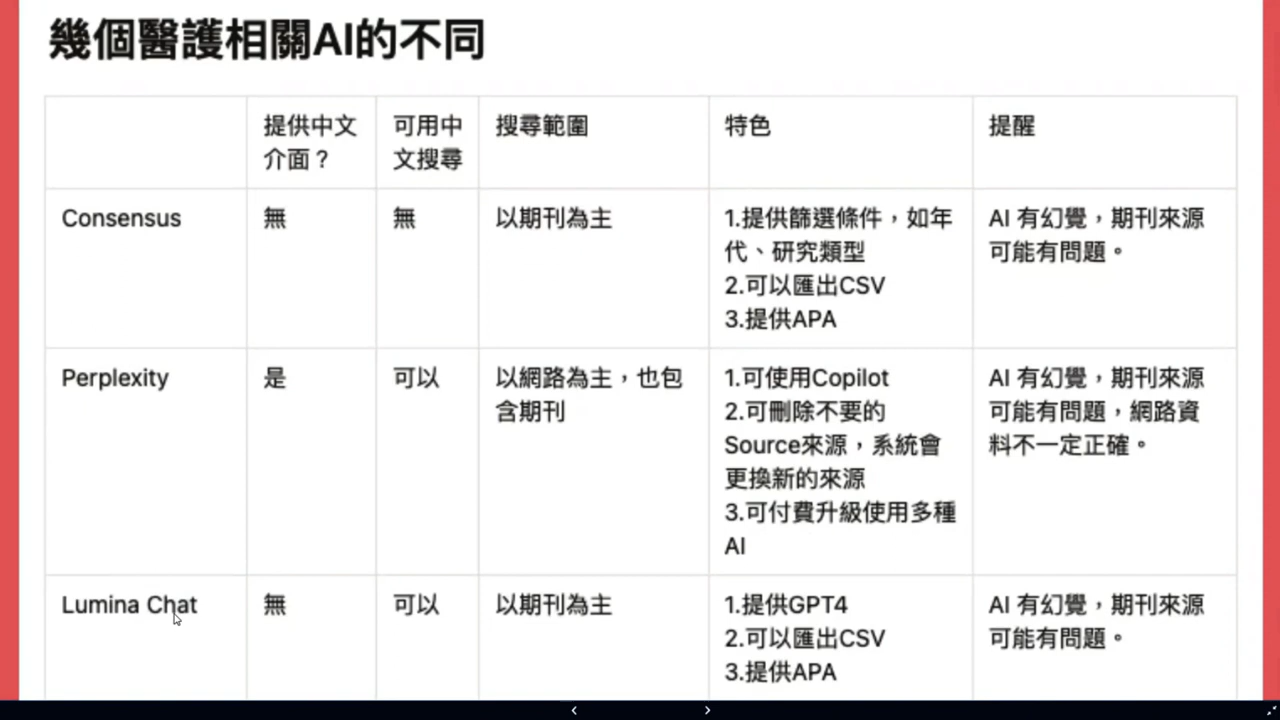 幾個醫護相關AI的不同
提供中文
介面？
可用中
文搜尋
搜尋範圍
特色
提醒
Consensus
無
無
以期刊為主
1.提供篩選條件，如年
代、研究類型
2.可以匯出CSV
3.提供APA
AI 有幻覺，期刊來源
可能有問題。
Perplexity
是
可以
以網路為主，也包
含期刊
1.可使用Copilot
2.可刪除不要的
Source來源，系統會
更換新的來源
3.可付費升級使用多種
AI
AI 有幻覺，期刊來源
可能有問題，網路資
料不一定正確。
Lumina Chat
無
可以
以期刊為主
1.提供GPT4
2.可以匯出CSV
3.提供APA
AI 有幻覺，期刊來源
可能有問題。